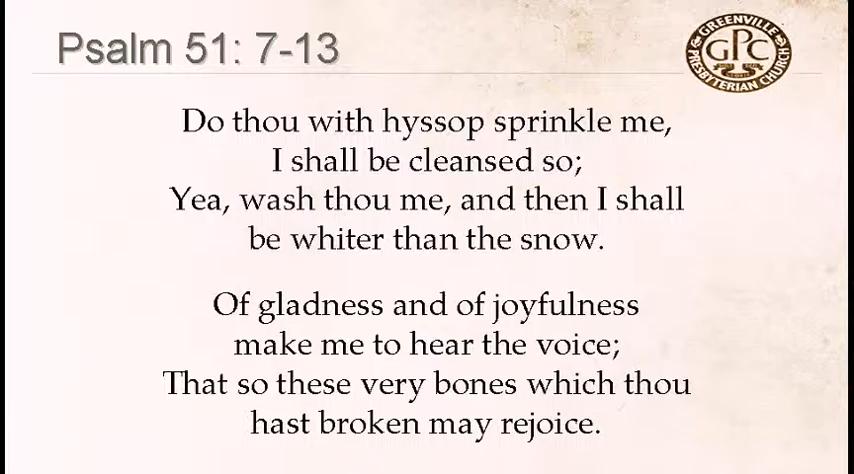 Psalm 51: 7-13
GREENVILLE
GPC
PRESBYTERIAN CHURCH
Do thou with hyssop sprinkle me,
I shall be cleansed so;
Yea, wash thou me, and then I shall
be whiter than the snow.
Of gladness and of joyfulness
make me to hear the voice;
That so these very bones which thou
hast broken may rejoice.